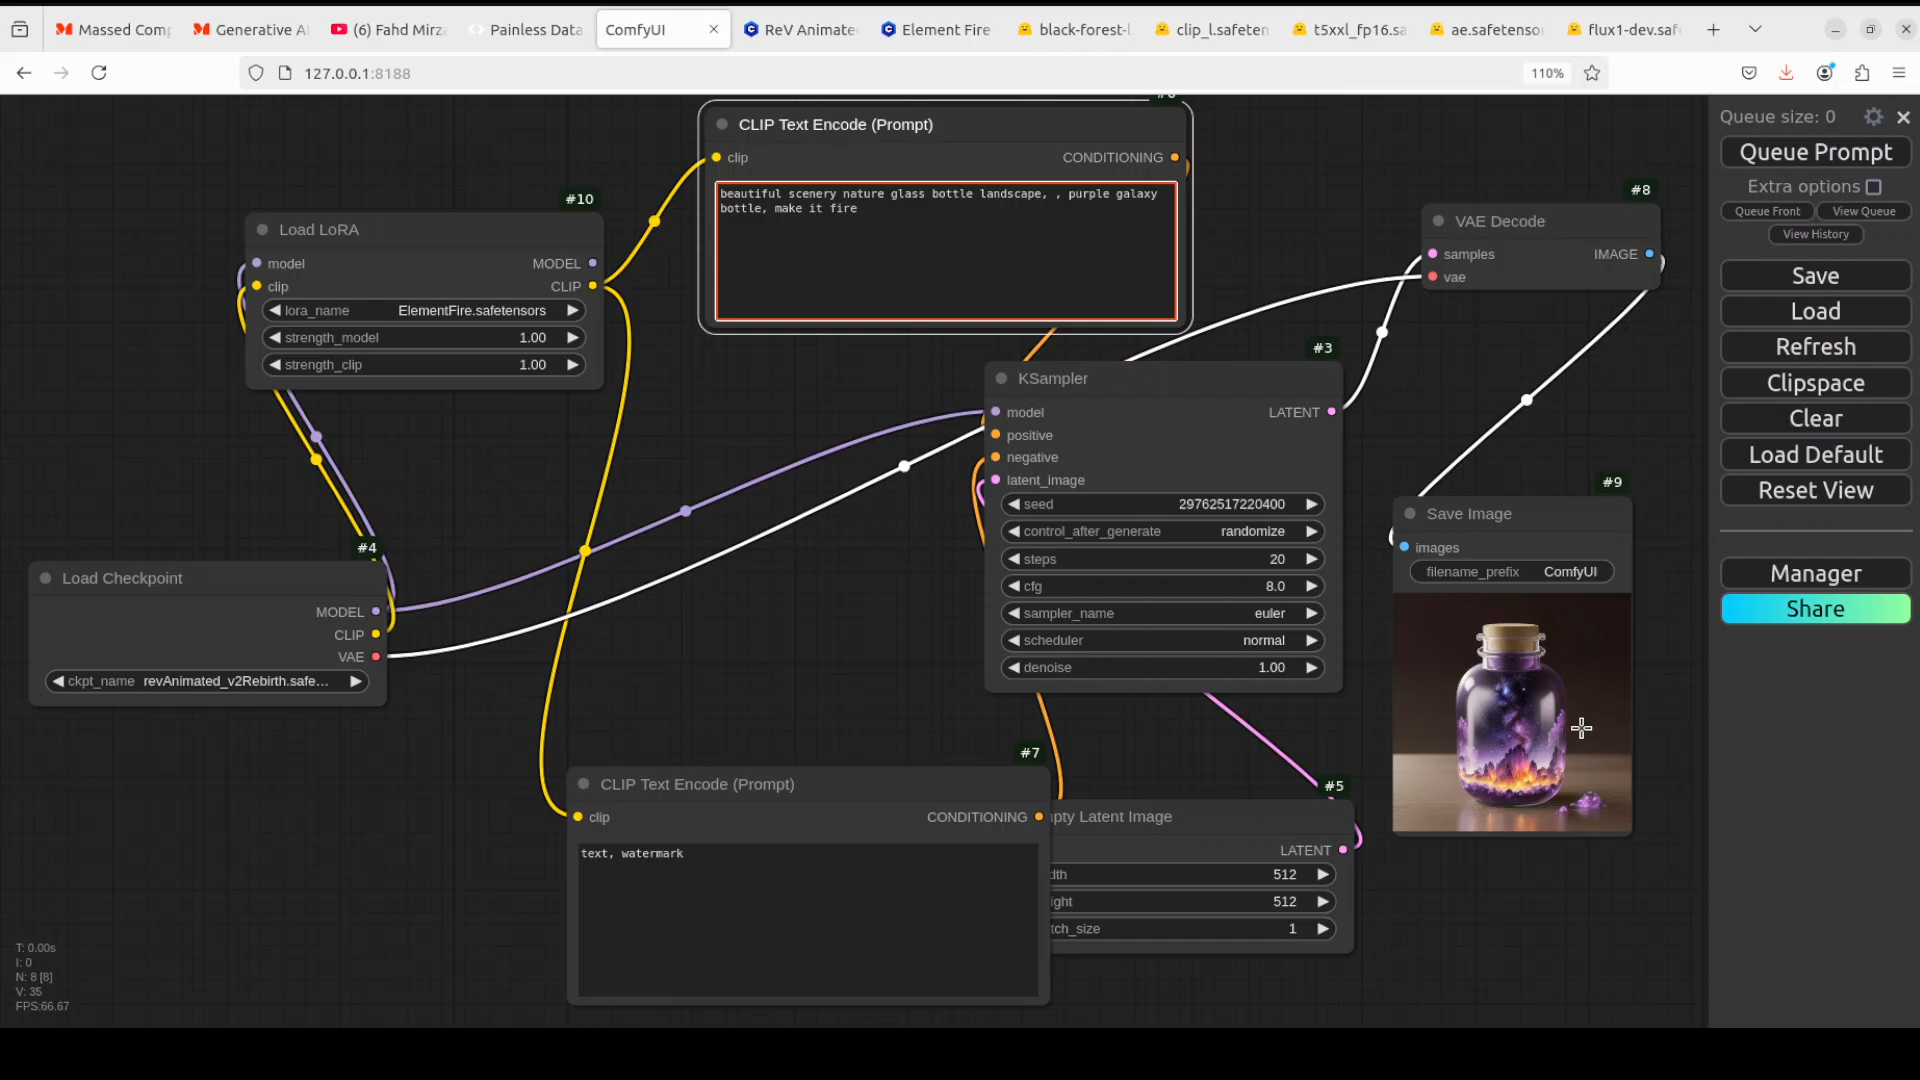 Massed Comp
Generative AI
(6) Fahd Mirza
Painless Data
ComfyUI
ReV Animated
Element Fire
black-forest-l
clip_l.safeten
t5xxl_fp16.sa
ae.safetensor
flux1-dev.safe
127.0.0.1:8188
110%
CLIP Text Encode (Prompt)
clip
CONDITIONING
beautiful scenery nature glass bottle landscape, , purple galaxy
bottle, make it fire
#10
Load LoRA
model
MODEL
clip
CLIP
lora_name ElementFire.safetensors
strength_model 1.00
strength_clip 1.00
#8
VAE Decode
samples
IMAGE
vae
#3
KSampler
model
LATENT
positive
negative
latent_image
seed 29762517220400
control_after_generate randomize
steps 20
cfg 8.0
sampler_name euler
scheduler normal
denoise 1.00
#9
Save Image
images
filename_prefix ComfyUI
#4
Load Checkpoint
MODEL
CLIP
VAE
ckpt_name revAnimated_v2Rebirth.safe...
#7
CLIP Text Encode (Prompt)
clip
CONDITIONING
text, watermark
#5
pty Latent Image
LATENT
dth 512
ight 512
tch_size 1
T: 0.00s
I: 0
N: 8 [8]
V: 35
FPS:66.67
Queue size: 0
Queue Prompt
Extra options
Queue Front
View Queue
View History
Save
Load
Refresh
Clipspace
Clear
Load Default
Reset View
Manager
Share